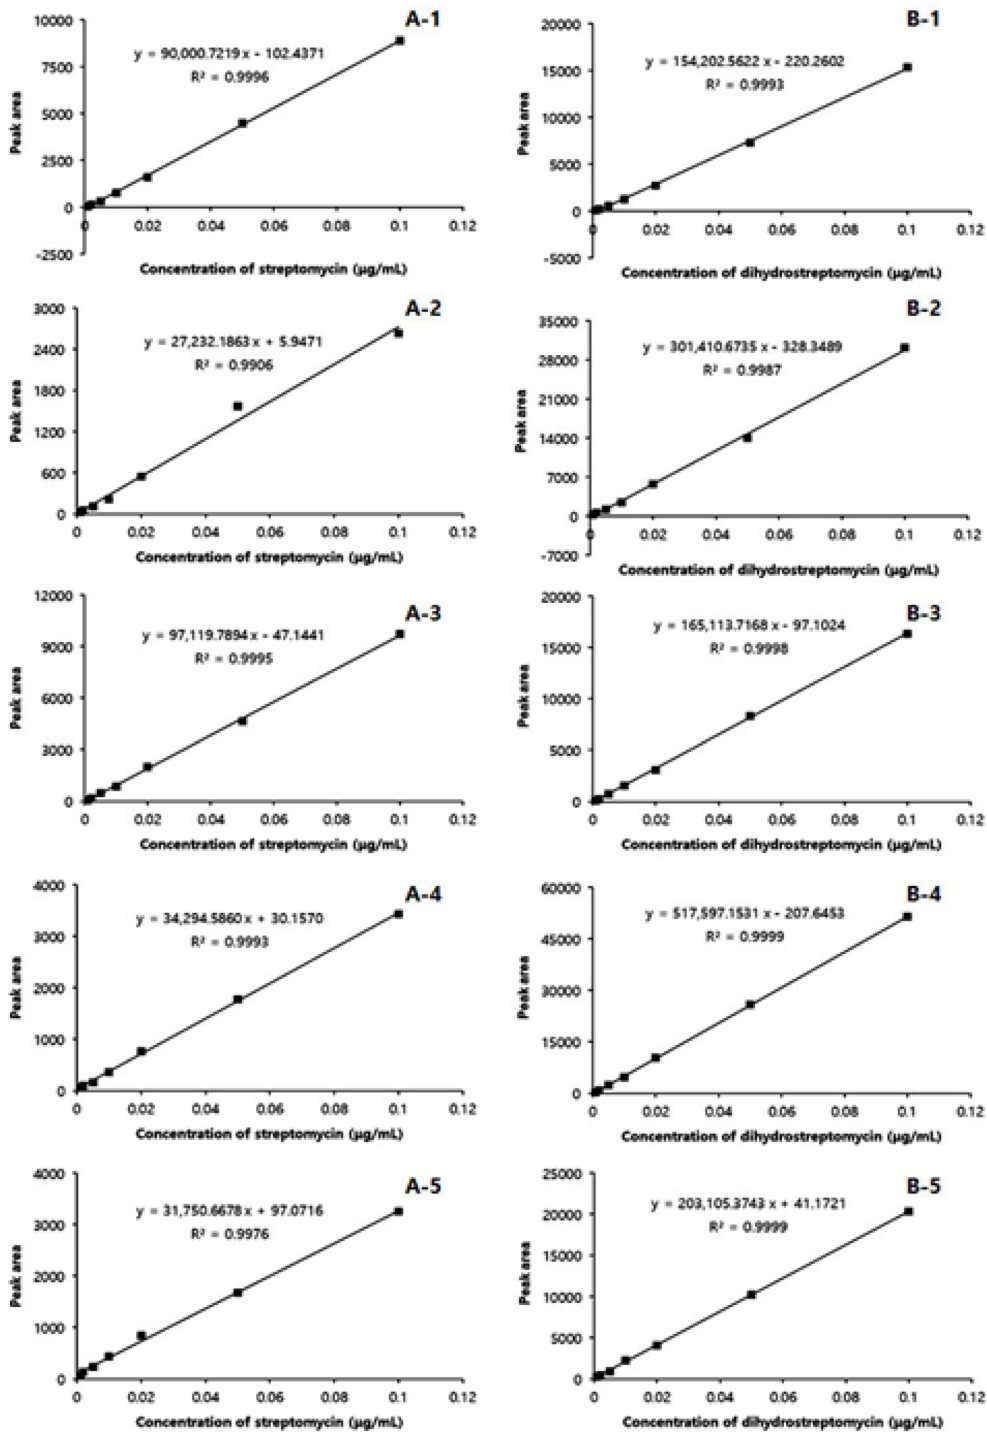 A-1
y = 90,000.7219x - 102.4371
R² = 0.9996
Peak area
10000
7500
5000
2500
0
-2500
0 0.02 0.04 0.06 0.08 0.1 0.12
Concentration of streptomycin (µg/mL)
B-1
y = 154,202.5622x - 220.2602
R² = 0.9993
Peak area
20000
15000
10000
5000
0
-5000
0 0.02 0.04 0.06 0.08 0.1 0.12
Concentration of dihydrostreptomycin (µg/mL)
A-2
y = 27,232.1863x + 5.9471
R² = 0.9906
Peak area
3000
2400
1800
1200
600
0
0 0.02 0.04 0.06 0.08 0.1 0.12
Concentration of streptomycin (µg/mL)
B-2
y = 301,410.6735x - 328.3489
R² = 0.9987
Peak area
35000
28000
21000
14000
7000
0
-7000
0 0.02 0.04 0.06 0.08 0.1 0.12
Concentration of dihydrostreptomycin (µg/mL)
A-3
y = 97,119.7894x - 47.1441
R² = 0.9995
Peak area
12000
9000
6000
3000
0
0 0.02 0.04 0.06 0.08 0.1 0.12
Concentration of streptomycin (µg/mL)
B-3
y = 165,113.7168x - 97.1024
R² = 0.9998
Peak area
20000
15000
10000
5000
0
0 0.02 0.04 0.06 0.08 0.1 0.12
Concentration of dihydrostreptomycin (µg/mL)
A-4
y = 34,294.5860x + 30.1570
R² = 0.9993
Peak area
4000
3000
2000
1000
0
0 0.02 0.04 0.06 0.08 0.1 0.12
Concentration of streptomycin (µg/mL)
B-4
y = 517,597.1531x - 207.6453
R² = 0.9999
Peak area
60000
45000
30000
15000
0
0 0.02 0.04 0.06 0.08 0.1 0.12
Concentration of dihydrostreptomycin (µg/mL)
A-5
y = 31,750.6678x + 97.0716
R² = 0.9976
Peak area
4000
3000
2000
1000
0
0 0.02 0.04 0.06 0.08 0.1 0.12
Concentration of streptomycin (µg/mL)
B-5
y = 203,105.3743x + 41.1721
R² = 0.9999
Peak area
25000
20000
15000
10000
5000
0
0 0.02 0.04 0.06 0.08 0.1 0.12
Concentration of dihydrostreptomycin (µg/mL)